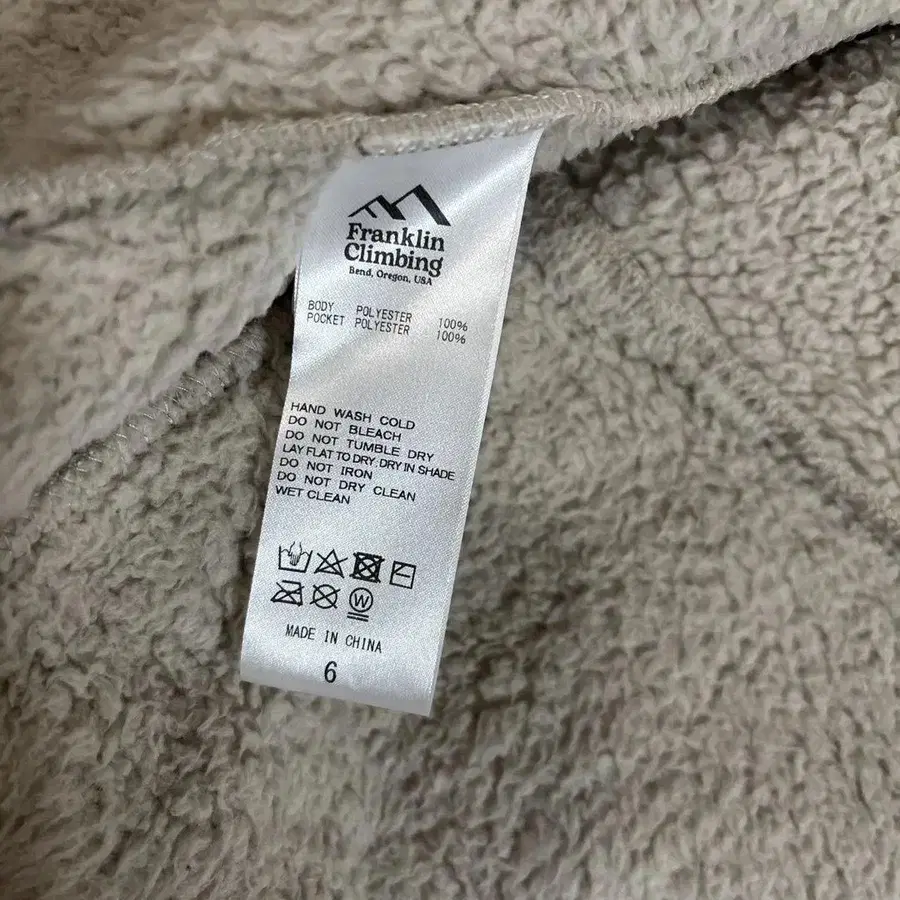 Franklin
Climbing
Bend, Oregon, USA
BODY POLYESTER 100%
POCKET POLYESTER 100%
HAND WASH COLD
DO NOT BLEACH
DO NOT TUMBLE DRY
LAY FLAT TO DRY; DRY IN SHADE
DO NOT IRON
DO NOT DRY CLEAN
WET CLEAN
W
MADE IN CHINA
6